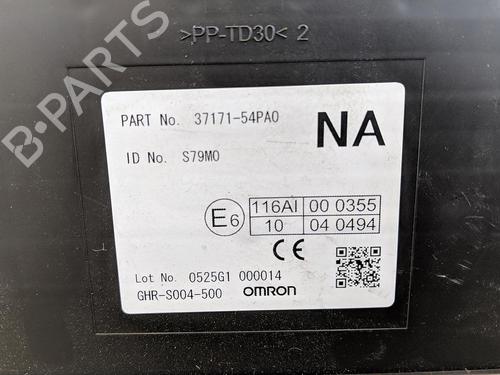 >PP-TD30< 2
PART No. 37171-54PA0 NA
ID No. S79M0
E6 116AI 00 0355
10 04 0494
CE
Lot No. 0525G1 000014
GHR-S004-500 OMRON
B-PARTS